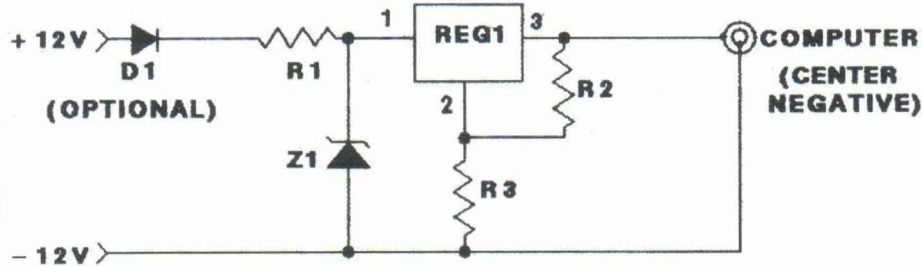 +12V
D1
(OPTIONAL)
R1
1
REG1
3
2
R2
COMPUTER
(CENTER
NEGATIVE)
Z1
R3
-12V